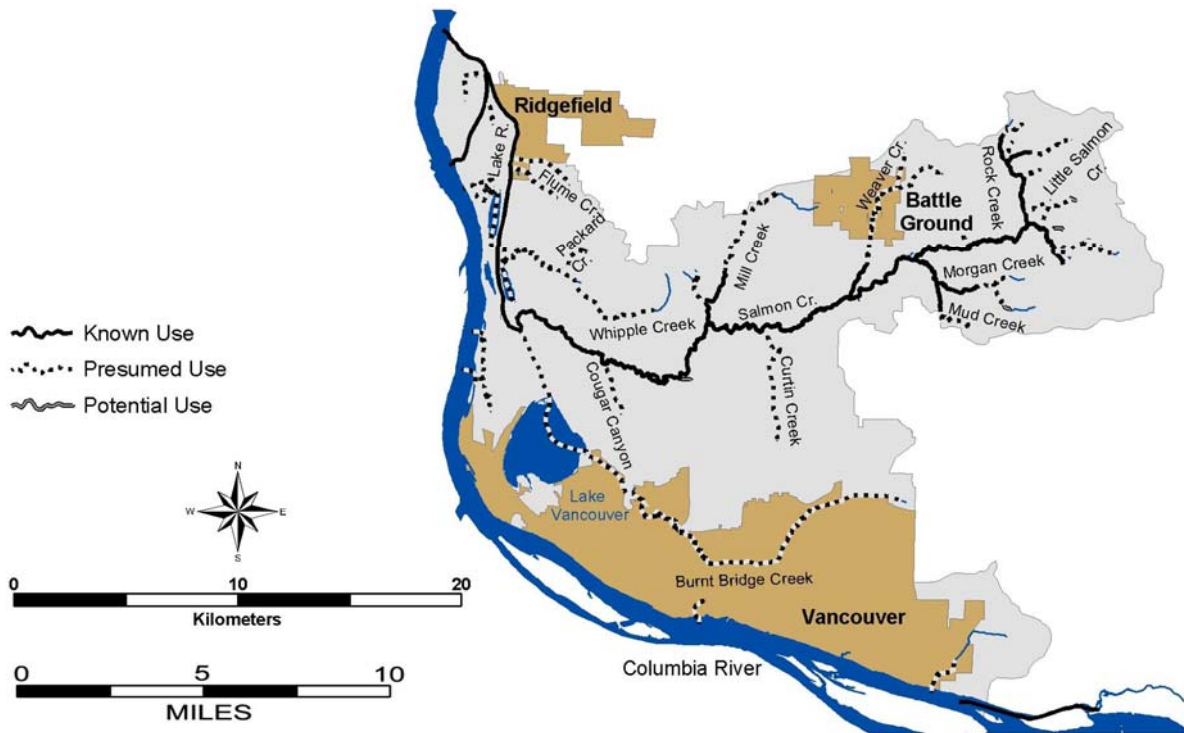 Ridgefield
Lake R.
Flume Cr.
Packard
Cr.
Weaver Cr.
Battle
Ground
Rock Creek
Little Salmon
Cr.
Mill Creek
Morgan Creek
Salmon Cr.
Mud Creek
Whipple Creek
Known Use
Presumed Use
Potential Use
Cougar Canyon
Curtin Creek
N
W
E
S
Lake
Vancouver
Burnt Bridge Creek
Vancouver
Columbia River
0 10 20
Kilometers
0 5 10
MILES